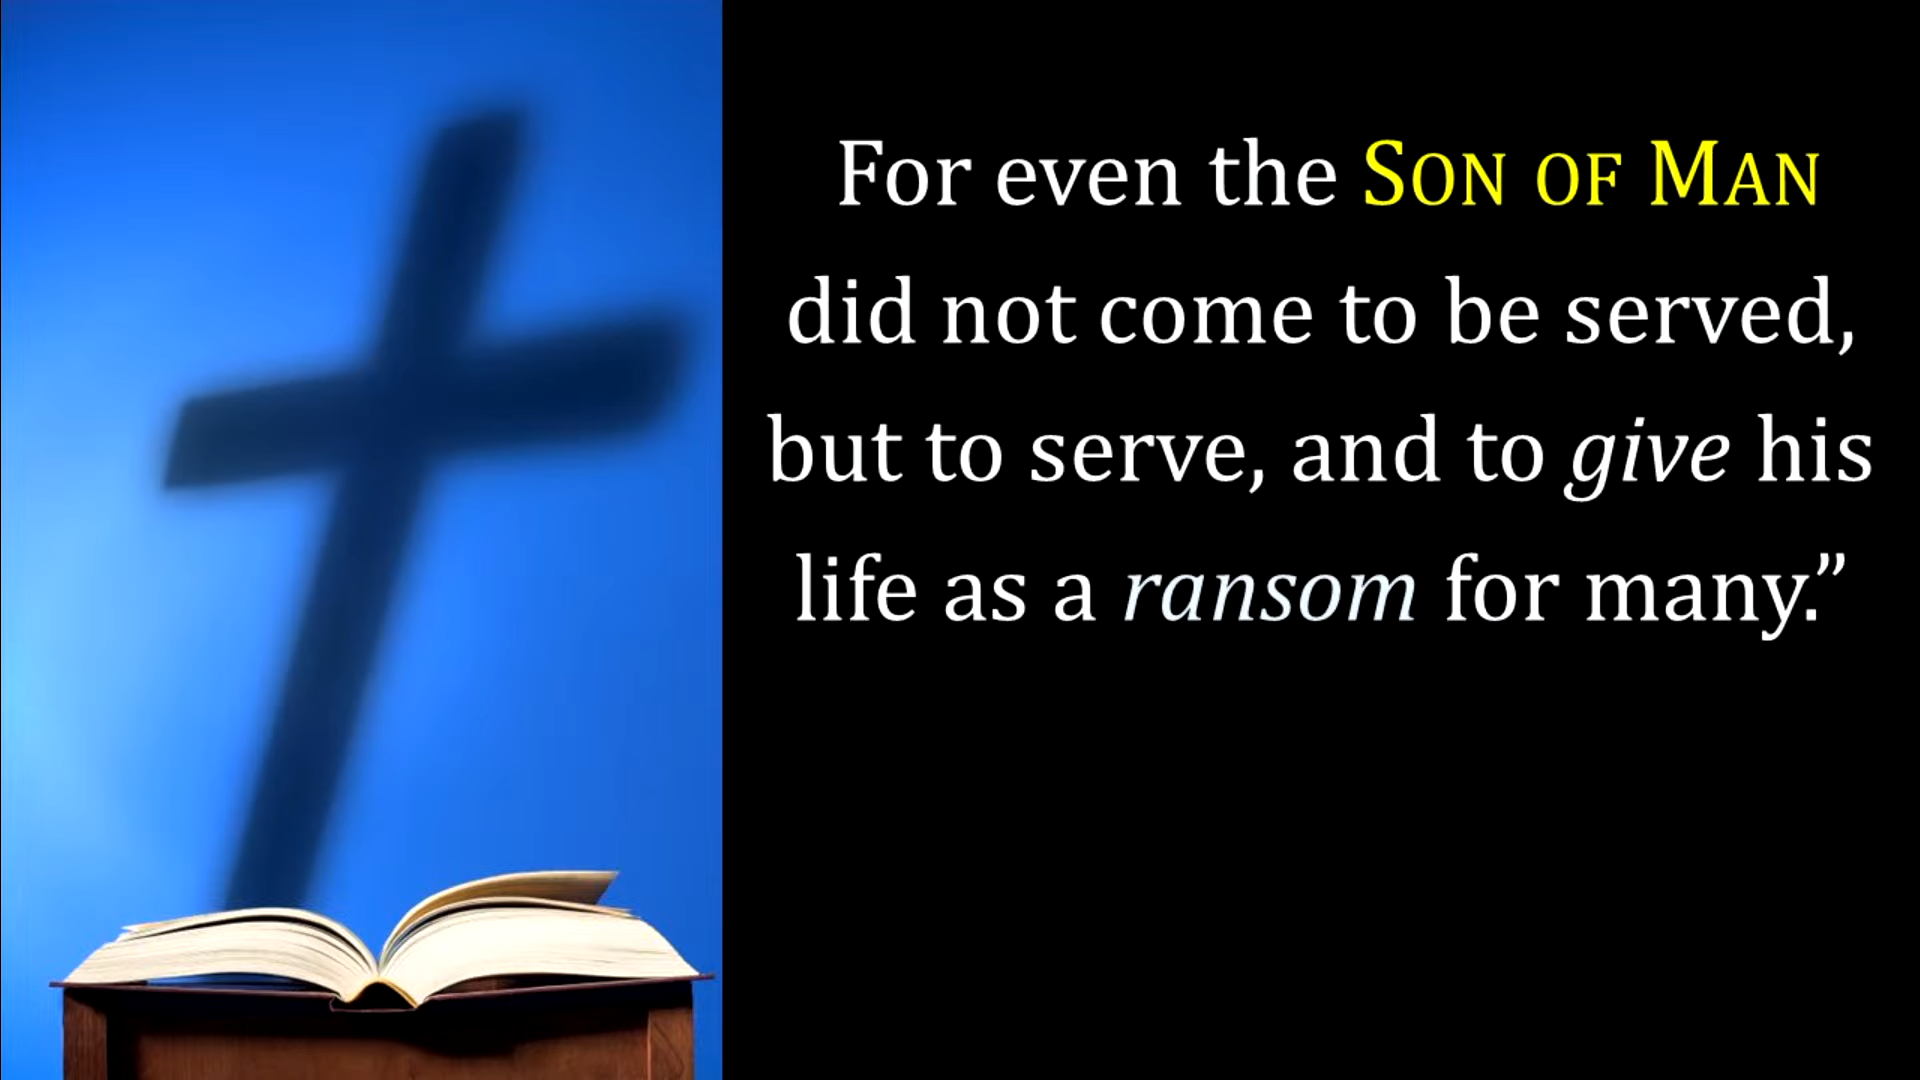 For even the SON OF MAN
did not come to be served,
but to serve, and to give his
life as a ransom for many.”